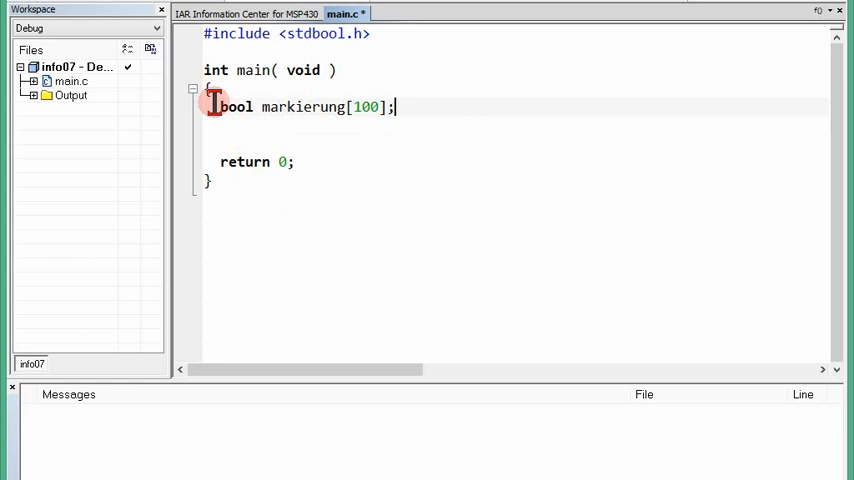 Workspace
Debug
Files
info07 - De...
main.c
Output
info07
IAR Information Center for MSP430
main.c *
f()
#include <stdbool.h>
int main( void )
{
bool markierung[100];
return 0;
}
Messages
File
Line